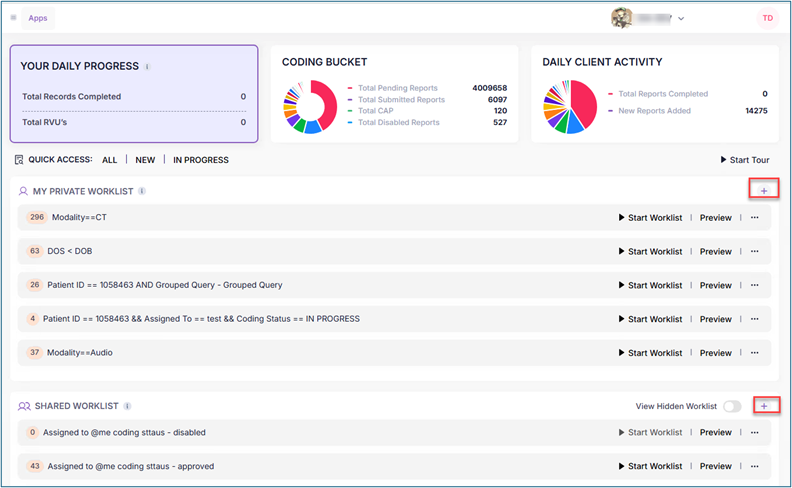 Apps
TD
YOUR DAILY PROGRESS
Total Records Completed 0
Total RVU's 0
CODING BUCKET
Total Pending Reports 4009658
Total Submitted Reports 6097
Total CAP 120
Total Disabled Reports 527
DAILY CLIENT ACTIVITY
Total Reports Completed 0
New Reports Added 14275
QUICK ACCESS: ALL | NEW | IN PROGRESS Start Tour
MY PRIVATE WORKLIST +
296 Modality==CT Start Worklist | Preview | ...
63 DOS < DOB Start Worklist | Preview | ...
26 Patient ID == 1058463 AND Grouped Query - Grouped Query Start Worklist | Preview | ...
4 Patient ID == 1058463 && Assigned To == test && Coding Status == IN PROGRESS Start Worklist | Preview | ...
37 Modality==Audio Start Worklist | Preview | ...
SHARED WORKLIST View Hidden Worklist +
0 Assigned to @me coding sttaus - disabled Start Worklist | Preview | ...
43 Assigned to @me coding sttaus - approved Start Worklist | Preview | ...